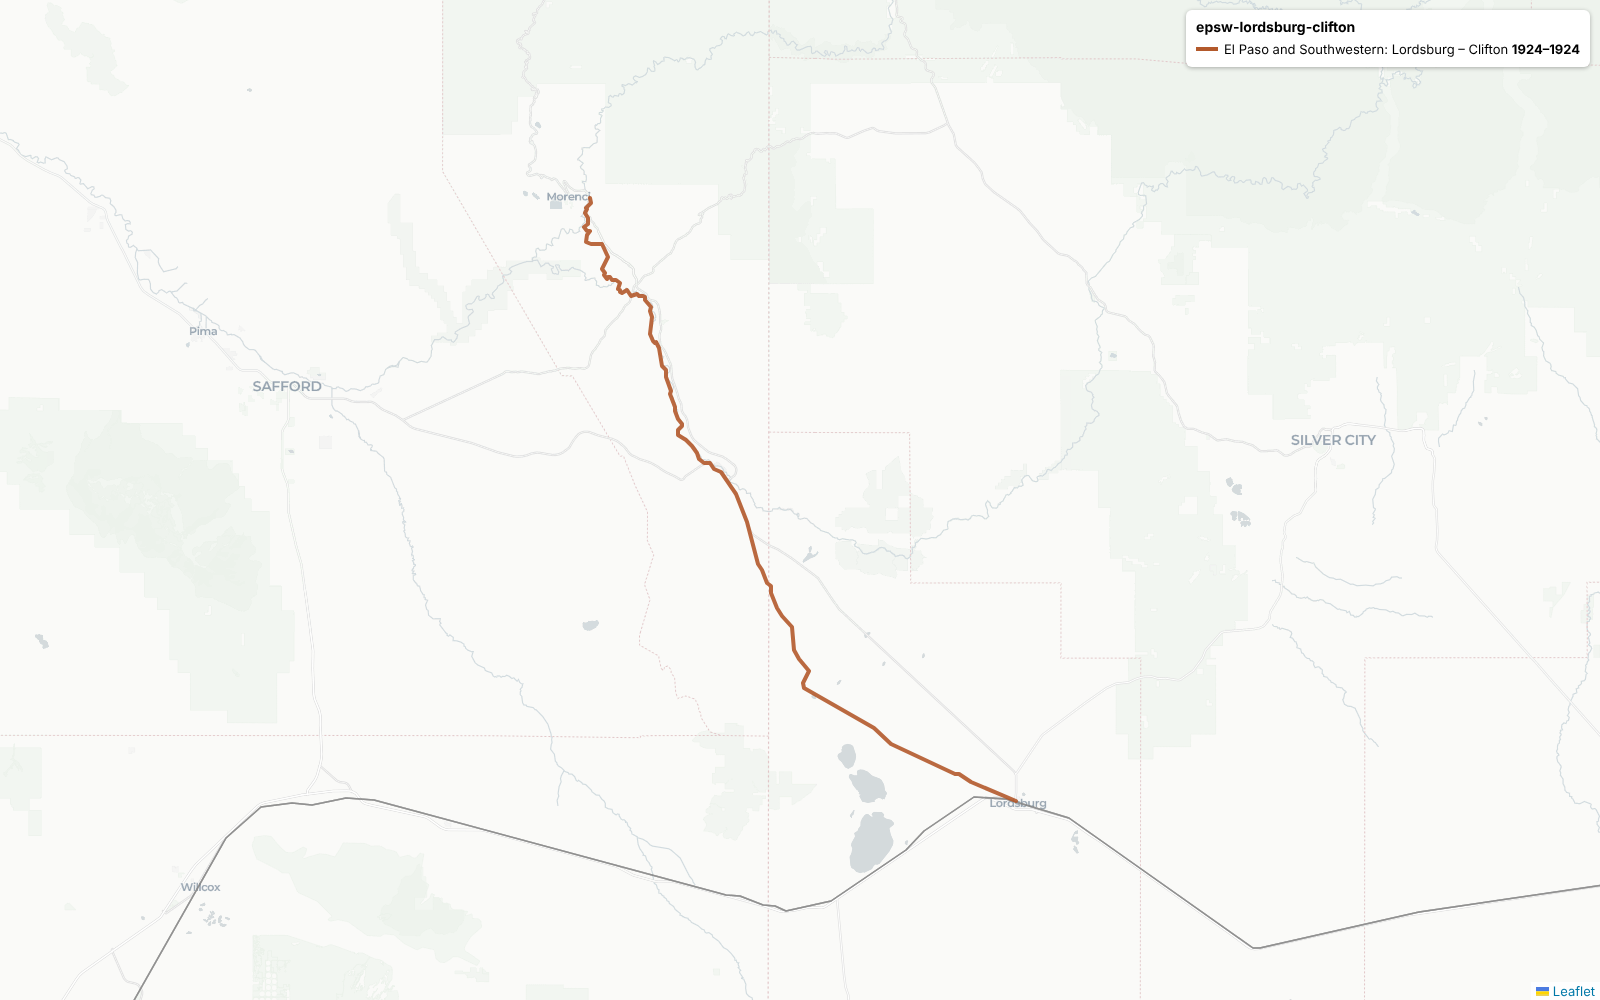 epsw-lordsburg-clifton
El Paso and Southwestern: Lordsburg – Clifton 1924–1924
Morenci
Pima
SAFFORD
SILVER CITY
Lordsburg
Willcox
Leaflet